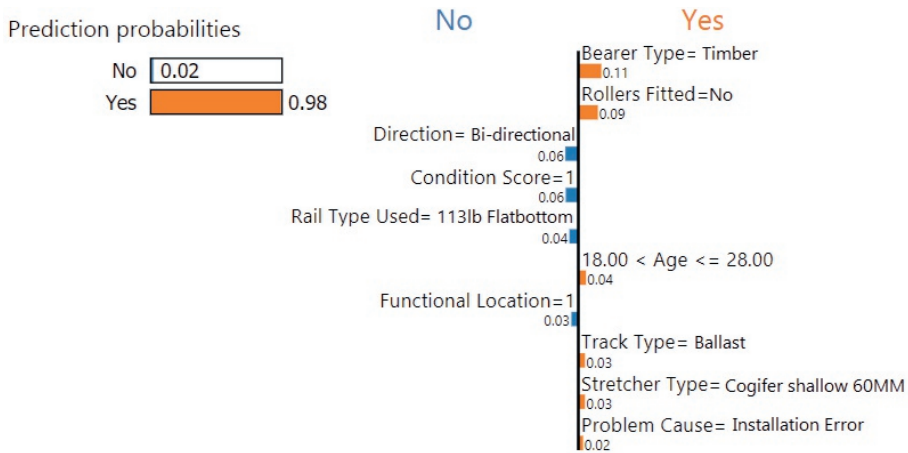 Prediction probabilities
No 0.02
Yes 0.98
No Yes
Bearer Type= Timber
0.11
Rollers Fitted=No
0.09
Direction= Bi-directional
0.06
Condition Score=1
0.06
Rail Type Used= 113lb Flatbottom
0.04
18.00 < Age <= 28.00
0.04
Functional Location=1
0.03
Track Type= Ballast
0.03
Stretcher Type= Cogifer shallow 60MM
0.03
Problem Cause= Installation Error
0.02